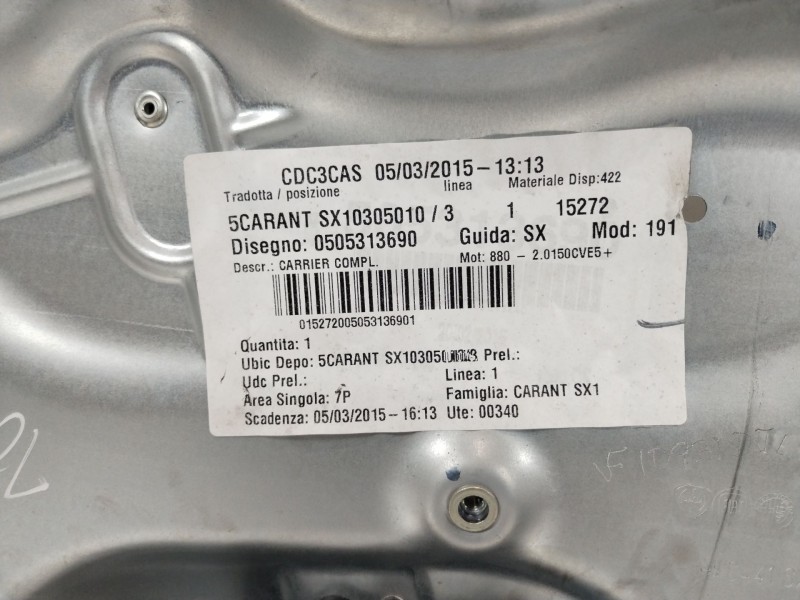 CDC3CAS 05/03/2015-13:13
Tradotta / posizione linea Materiale Disp:422
5CARANT SX10305010 / 3 1 15272
Disegno: 0505313690 Guida: SX Mod: 191
Descr.: CARRIER COMPL. Mot: 880 - 2.0150CVE5+
015272005053136901
Quantita: 1
Ubic Depo: 5CARANT Prel.:
Udc Prel.: Linea: 1
Area Singola: 7P Famiglia: CARANT SX1
Scadenza: 05/03/2015-16:13 Ute: 00340